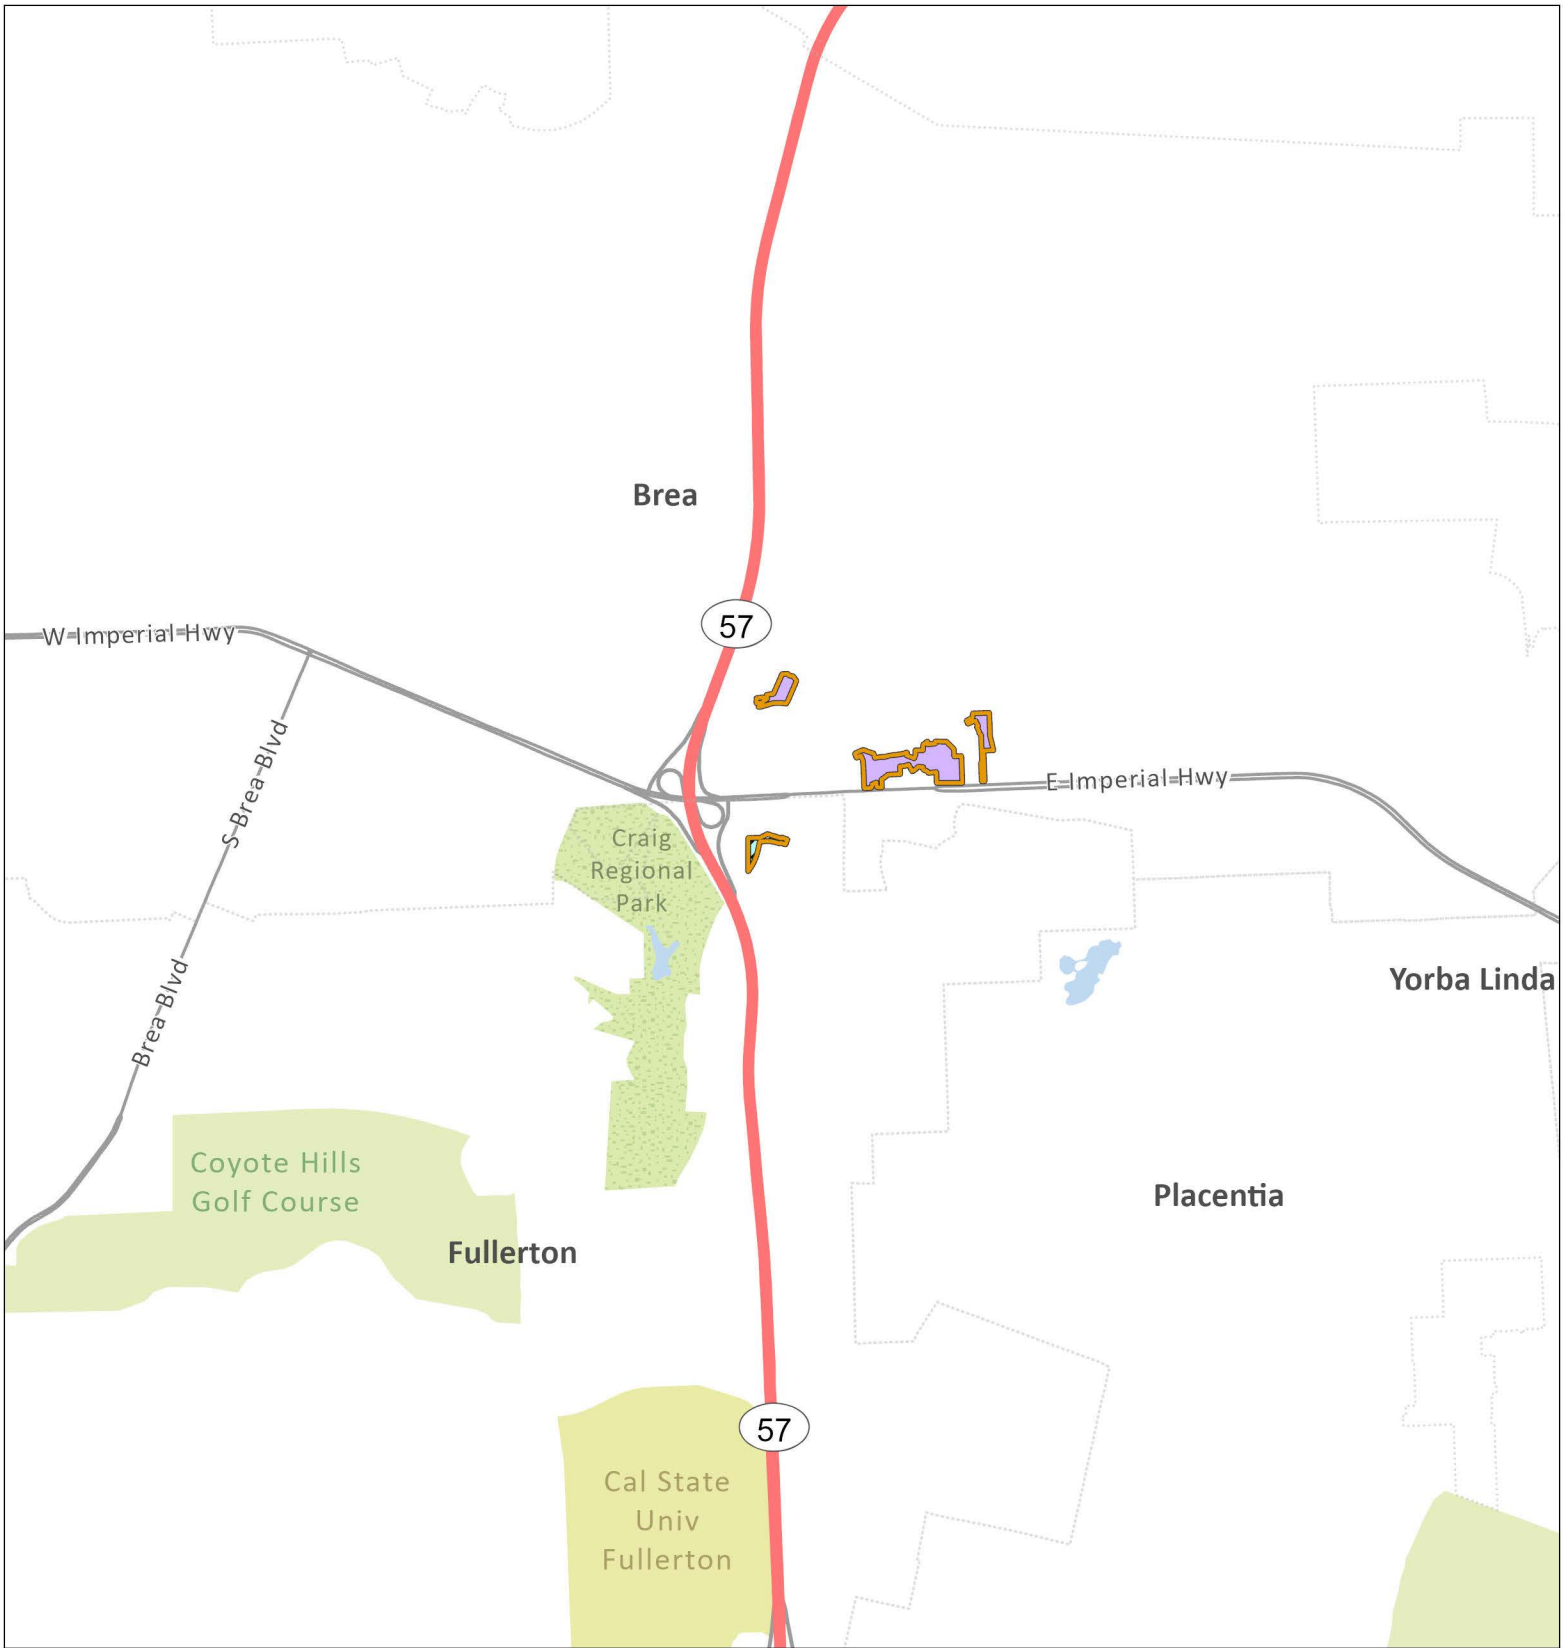 Brea
57
W Imperial Hwy
S Brea Blvd
E Imperial Hwy
Craig
Regional
Park
Brea Blvd
Yorba Linda
Coyote Hills
Golf Course
Placentia
Fullerton
57
Cal State
Univ
Fullerton